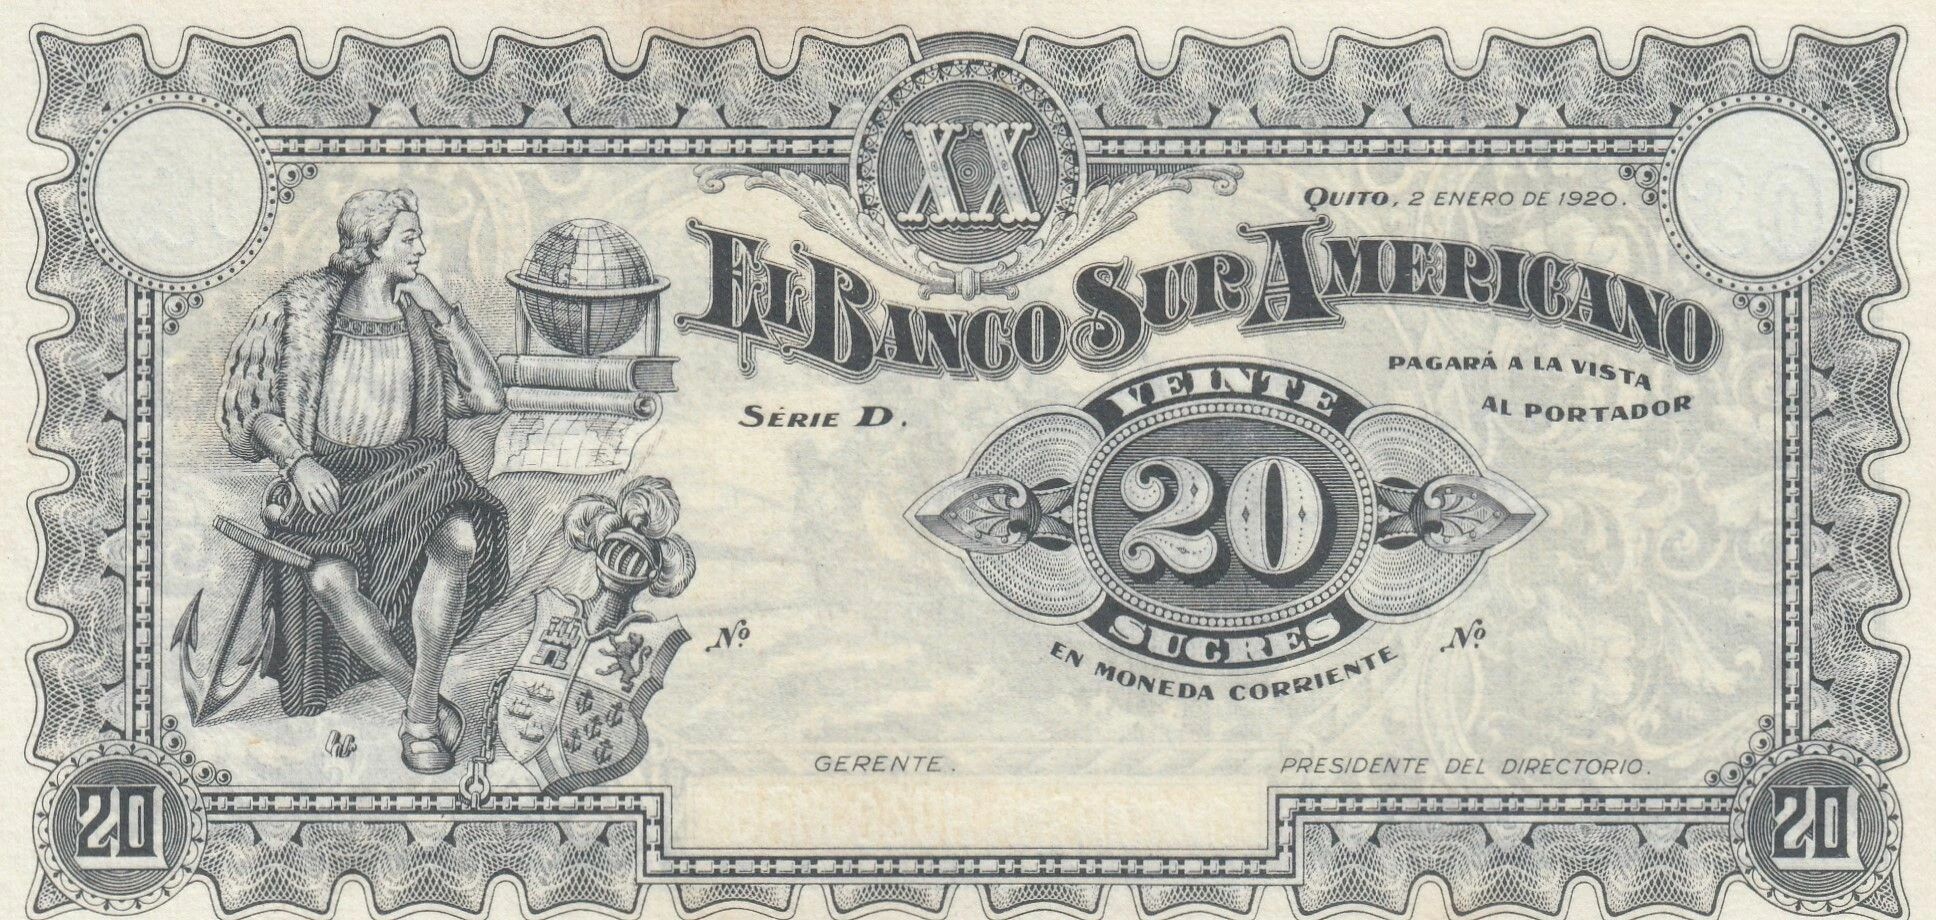 XX
QUITO, 2 ENERO DE 1920.
EL BANCO SUR AMERICANO
PAGARÁ A LA VISTA
AL PORTADOR
SÉRIE D.
VEINTE
20
SUCRES
EN MONEDA CORRIENTE
Nº
Nº
GERENTE.
PRESIDENTE DEL DIRECTORIO.
20
20